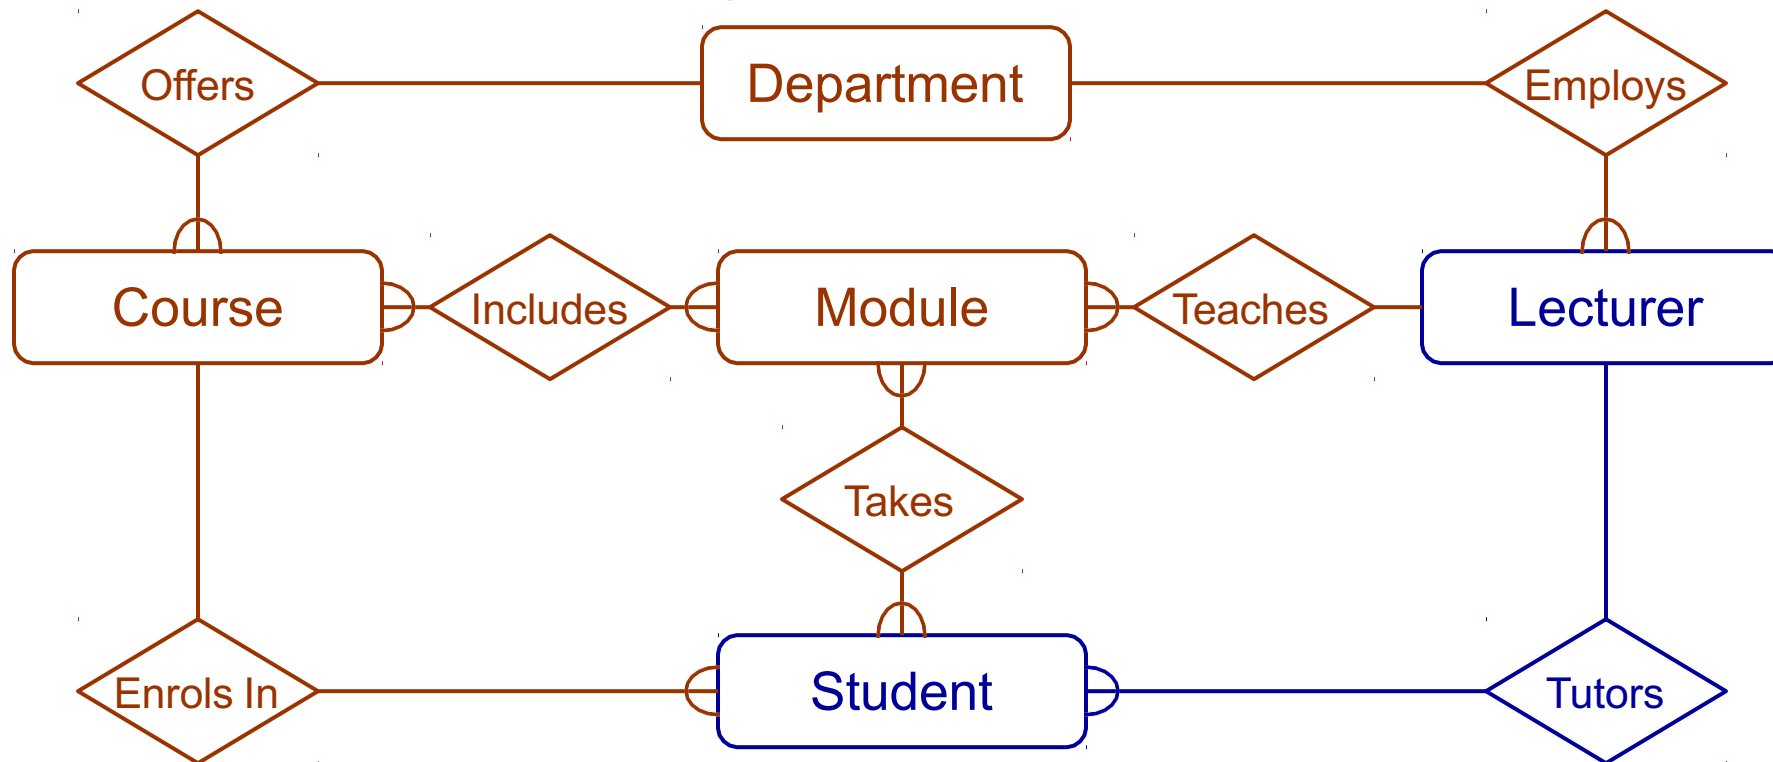 Offers
Department
Employs
Course
Includes
Module
Teaches
Lecturer
Takes
Enrols In
Student
Tutors